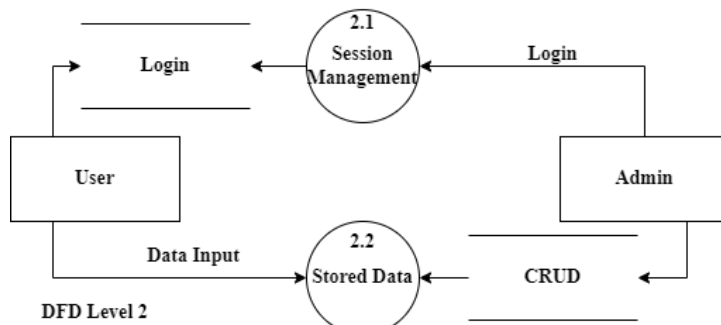 2.1
Session
Management
Login
Login
User
Admin
2.2
Stored Data
Data Input
CRUD
DFD Level 2